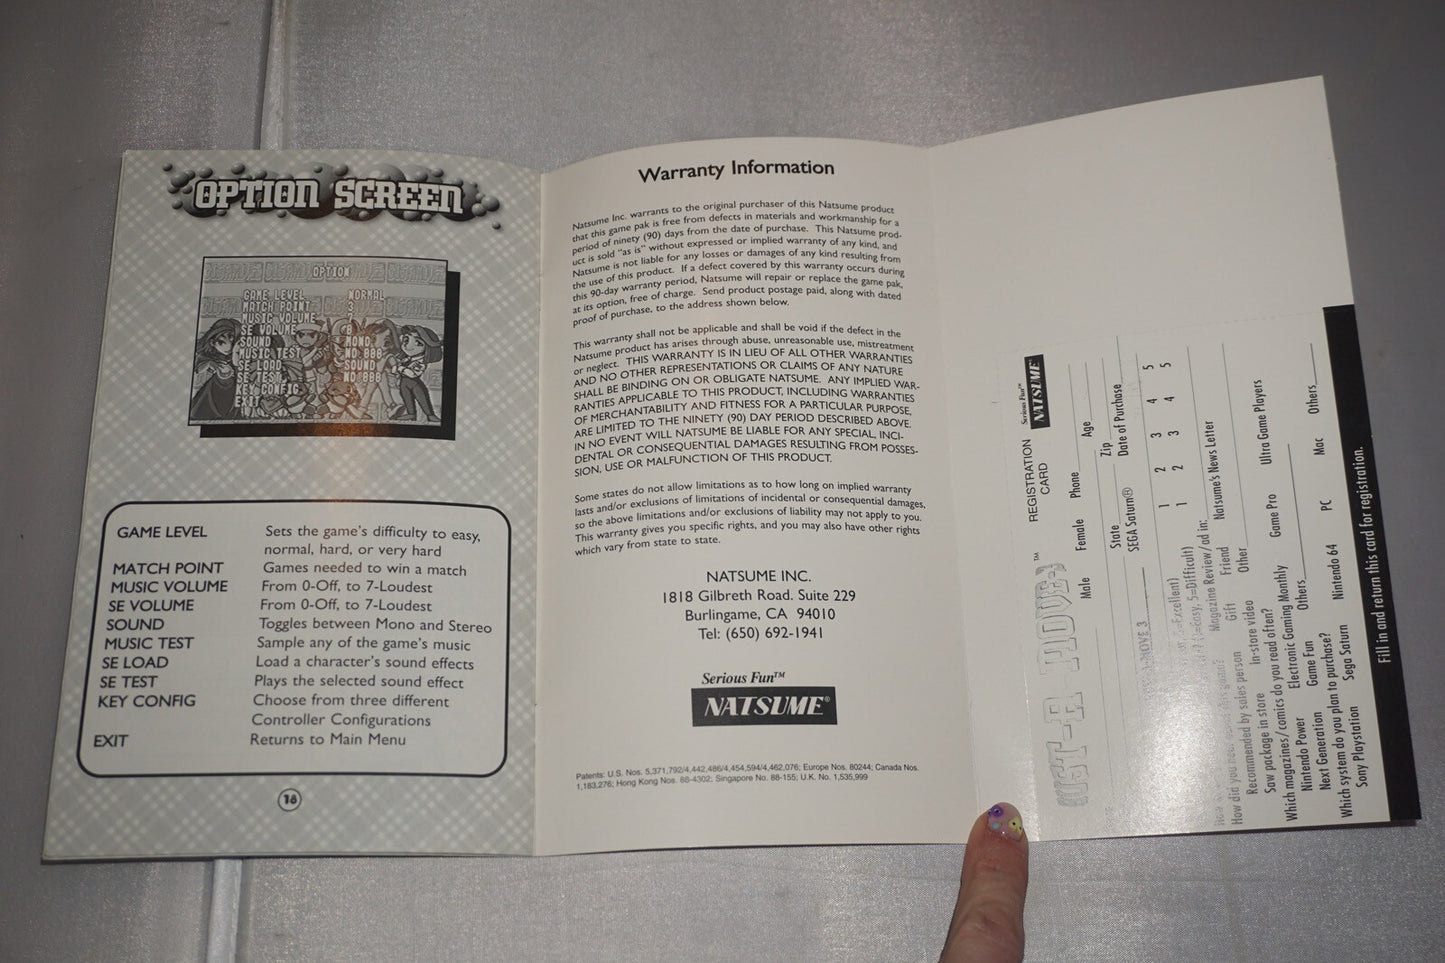 OPTION SCREEN
OPTION
GAME LEVEL NORMAL
MATCH POINT 3
MUSIC VOLUME
SE VOLUME
SOUND MONO
MUSIC TEST NO 000
SE LOAD SOUND
SE TEST NO 000
KEY CONFIG
EXIT
GAME LEVEL Sets the game's difficulty to easy,
normal, hard, or very hard
MATCH POINT Games needed to win a match
MUSIC VOLUME From 0-Off, to 7-Loudest
SE VOLUME From 0-Off, to 7-Loudest
SOUND Toggles between Mono and Stereo
MUSIC TEST Sample any of the game's music
SE LOAD Load a character's sound effects
SE TEST Plays the selected sound effect
KEY CONFIG Choose from three different
Controller Configurations
EXIT Returns to Main Menu
16
Warranty Information
Natsume Inc. warrants to the original purchaser of this Natsume product
that this game pak is free from defects in materials and workmanship for a
period of ninety (90) days from the date of purchase. This Natsume prod-
uct is sold "as is" without expressed or implied warranty of any kind, and
Natsume is not liable for any losses or damages of any kind resulting from
the use of this product. If a defect covered by this warranty occurs during
this 90-day warranty period, Natsume will repair or replace the game pak,
at its option, free of charge. Send product postage paid, along with dated
proof of purchase, to the address shown below.
This warranty shall not be applicable and shall be void if the defect in the
Natsume product has arises through abuse, unreasonable use, mistreatment
or neglect. THIS WARRANTY IS IN LIEU OF ALL OTHER WARRANTIES
AND NO OTHER REPRESENTATIONS OR CLAIMS OF ANY NATURE
SHALL BE BINDING ON OR OBLIGATE NATSUME. ANY IMPLIED WAR-
RANTIES APPLICABLE TO THIS PRODUCT, INCLUDING WARRANTIES
OF MERCHANTABILITY AND FITNESS FOR A PARTICULAR PURPOSE,
ARE LIMITED TO THE NINETY (90) DAY PERIOD DESCRIBED ABOVE.
IN NO EVENT WILL NATSUME BE LIABLE FOR ANY SPECIAL, INCI-
DENTAL OR CONSEQUENTIAL DAMAGES RESULTING FROM POSSES-
SION, USE OR MALFUNCTION OF THIS PRODUCT.
Some states do not allow limitations as to how long on implied warranty
lasts and/or exclusions of limitations of incidental or consequential damages,
so the above limitations and/or exclusions of liability may not apply to you.
This warranty gives you specific rights, and you may also have other rights
which vary from state to state.
NATSUME INC.
1818 Gilbreth Road. Suite 229
Burlingame, CA 94010
Tel: (650) 692-1941
Serious Fun™
NATSUME®
Patents: U.S. Nos. 5,371,792/4,442,486/4,454,594/4,462,076; Europe Nos. 80244; Canada Nos.
1,183,276; Hong Kong Nos. 88-4302; Singapore No. 88-155; U.K. No. 1,535,999
REGISTRATION
CARD
Serious Fun™
NATSUME
Male Female Phone Age
State Zip
SEGA Saturn® Date of Purchase
1 2 3 4 5
5=Difficult) 1 2 3 4 5
Magazine Review/ad in:
Gift Friend Natsume's News Letter
Recommended by sales person In-store video Other
Saw package in store
Which magazines/comics do you read often?
Nintendo Power Electronic Gaming Monthly Game Pro Ultra Game Players
Next Generation Game Fun Others
Which system do you plan to purchase?
Sony Playstation Sega Saturn Nintendo 64 PC Mac Others
Fill in and return this card for registration.